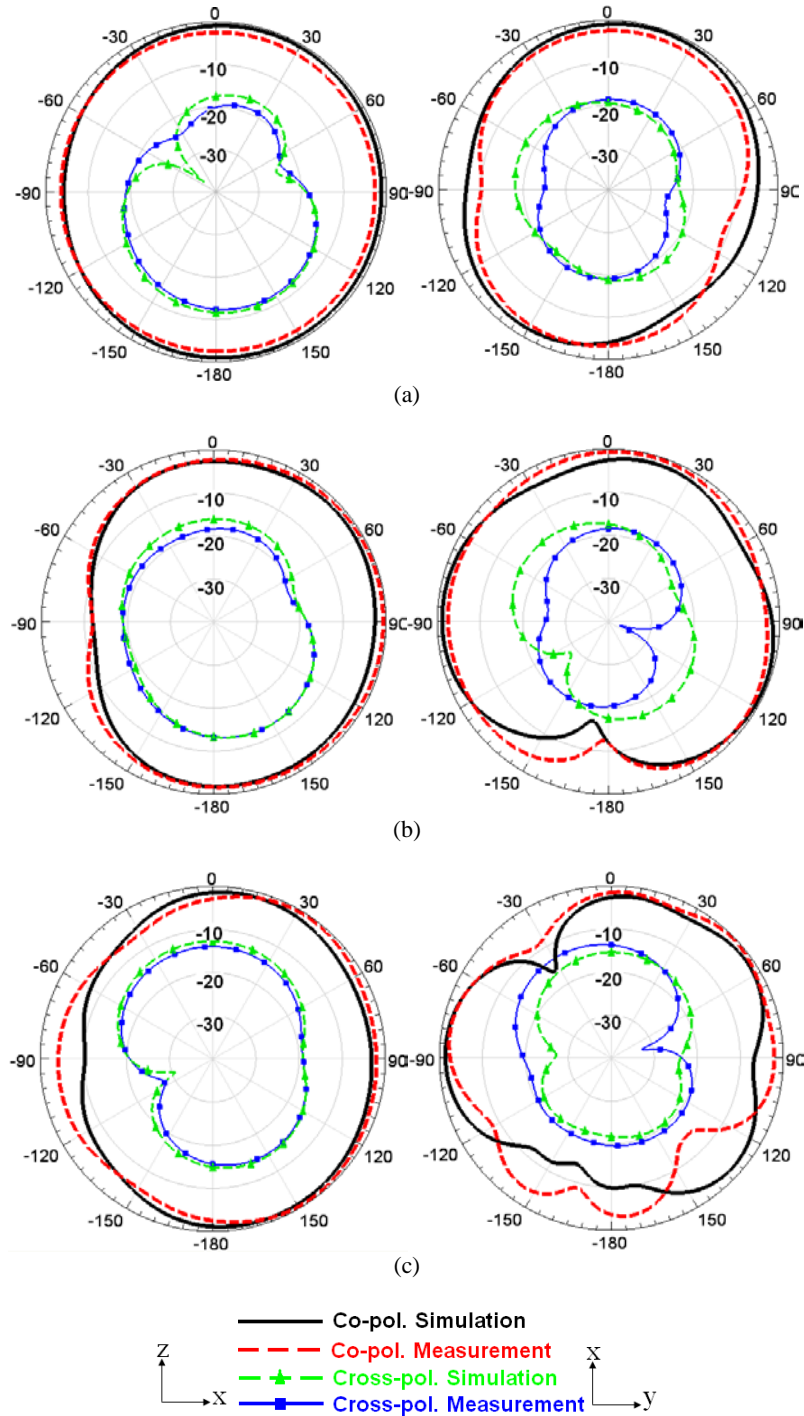 0 0
-30 30 -30 30
-10 -10
-60 60 -60 60
-20 -20
-30 -30
-90 90 -90 90
-120 120 -120 120
-150 150 -150 150
-180 -180
(a)
0 0
-30 30 -30 30
-10 -10
-60 60 -60 60
-20 -20
-30 -30
-90 90 -90 90
-120 120 -120 120
-150 150 -150 150
-180 -180
(b)
0 0
-30 30 -30 30
-10 -10
-60 60 -60 60
-20 -20
-30 -30
-90 90 -90 90
-120 120 -120 120
-150 150 -150 150
-180 -180
(c)
Co-pol. Simulation
Co-pol. Measurement
Cross-pol. Simulation
Cross-pol. Measurement
z
x
x
y